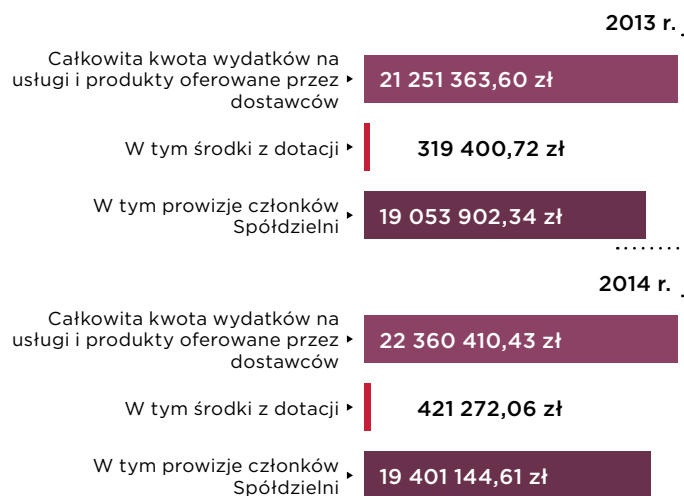 2013 r.
Całkowita kwota wydatków na
usługi i produkty oferowane przez
dostawców
21 251 363,60 zł
W tym środki z dotacji
319 400,72 zł
W tym prowizje członków
Spółdzielni
19 053 902,34 zł
2014 r.
Całkowita kwota wydatków na
usługi i produkty oferowane przez
dostawców
22 360 410,43 zł
W tym środki z dotacji
421 272,06 zł
W tym prowizje członków
Spółdzielni
19 401 144,61 zł